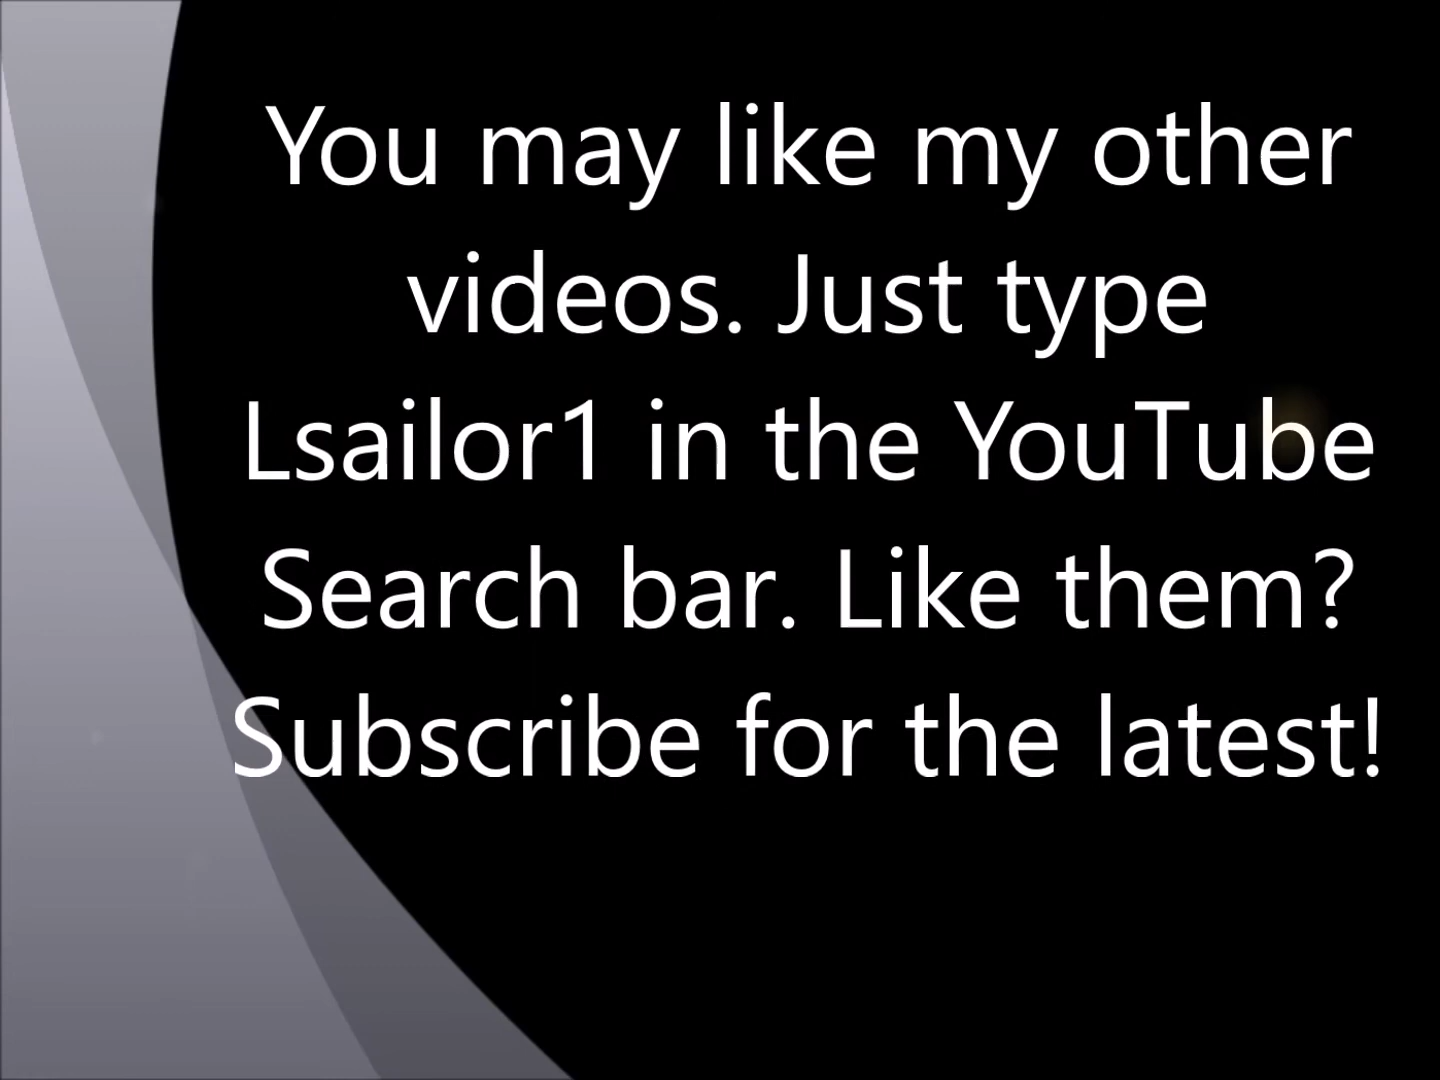 You may like my other
videos. Just type
Lsailor1 in the YouTube
Search bar. Like them?
Subscribe for the latest!